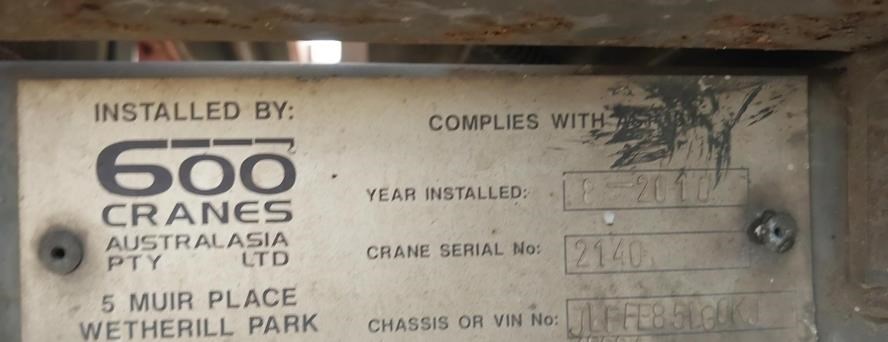 INSTALLED BY:
600
CRANES
AUSTRALASIA
PTY LTD
5 MUIR PLACE
WETHERILL PARK
COMPLIES WITH
YEAR INSTALLED: 8-2010
CRANE SERIAL No: 2140
CHASSIS OR VIN No: